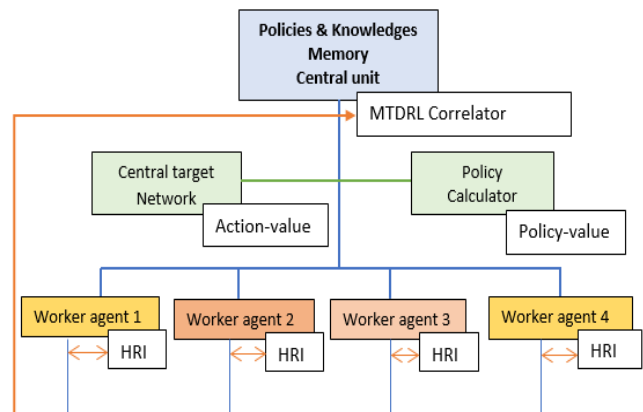 Policies & Knowledges
Memory
Central unit
MTDRL Correlator
Central target
Network
Action-value
Policy
Calculator
Policy-value
Worker agent 1
HRI
Worker agent 2
HRI
Worker agent 3
HRI
Worker agent 4
HRI